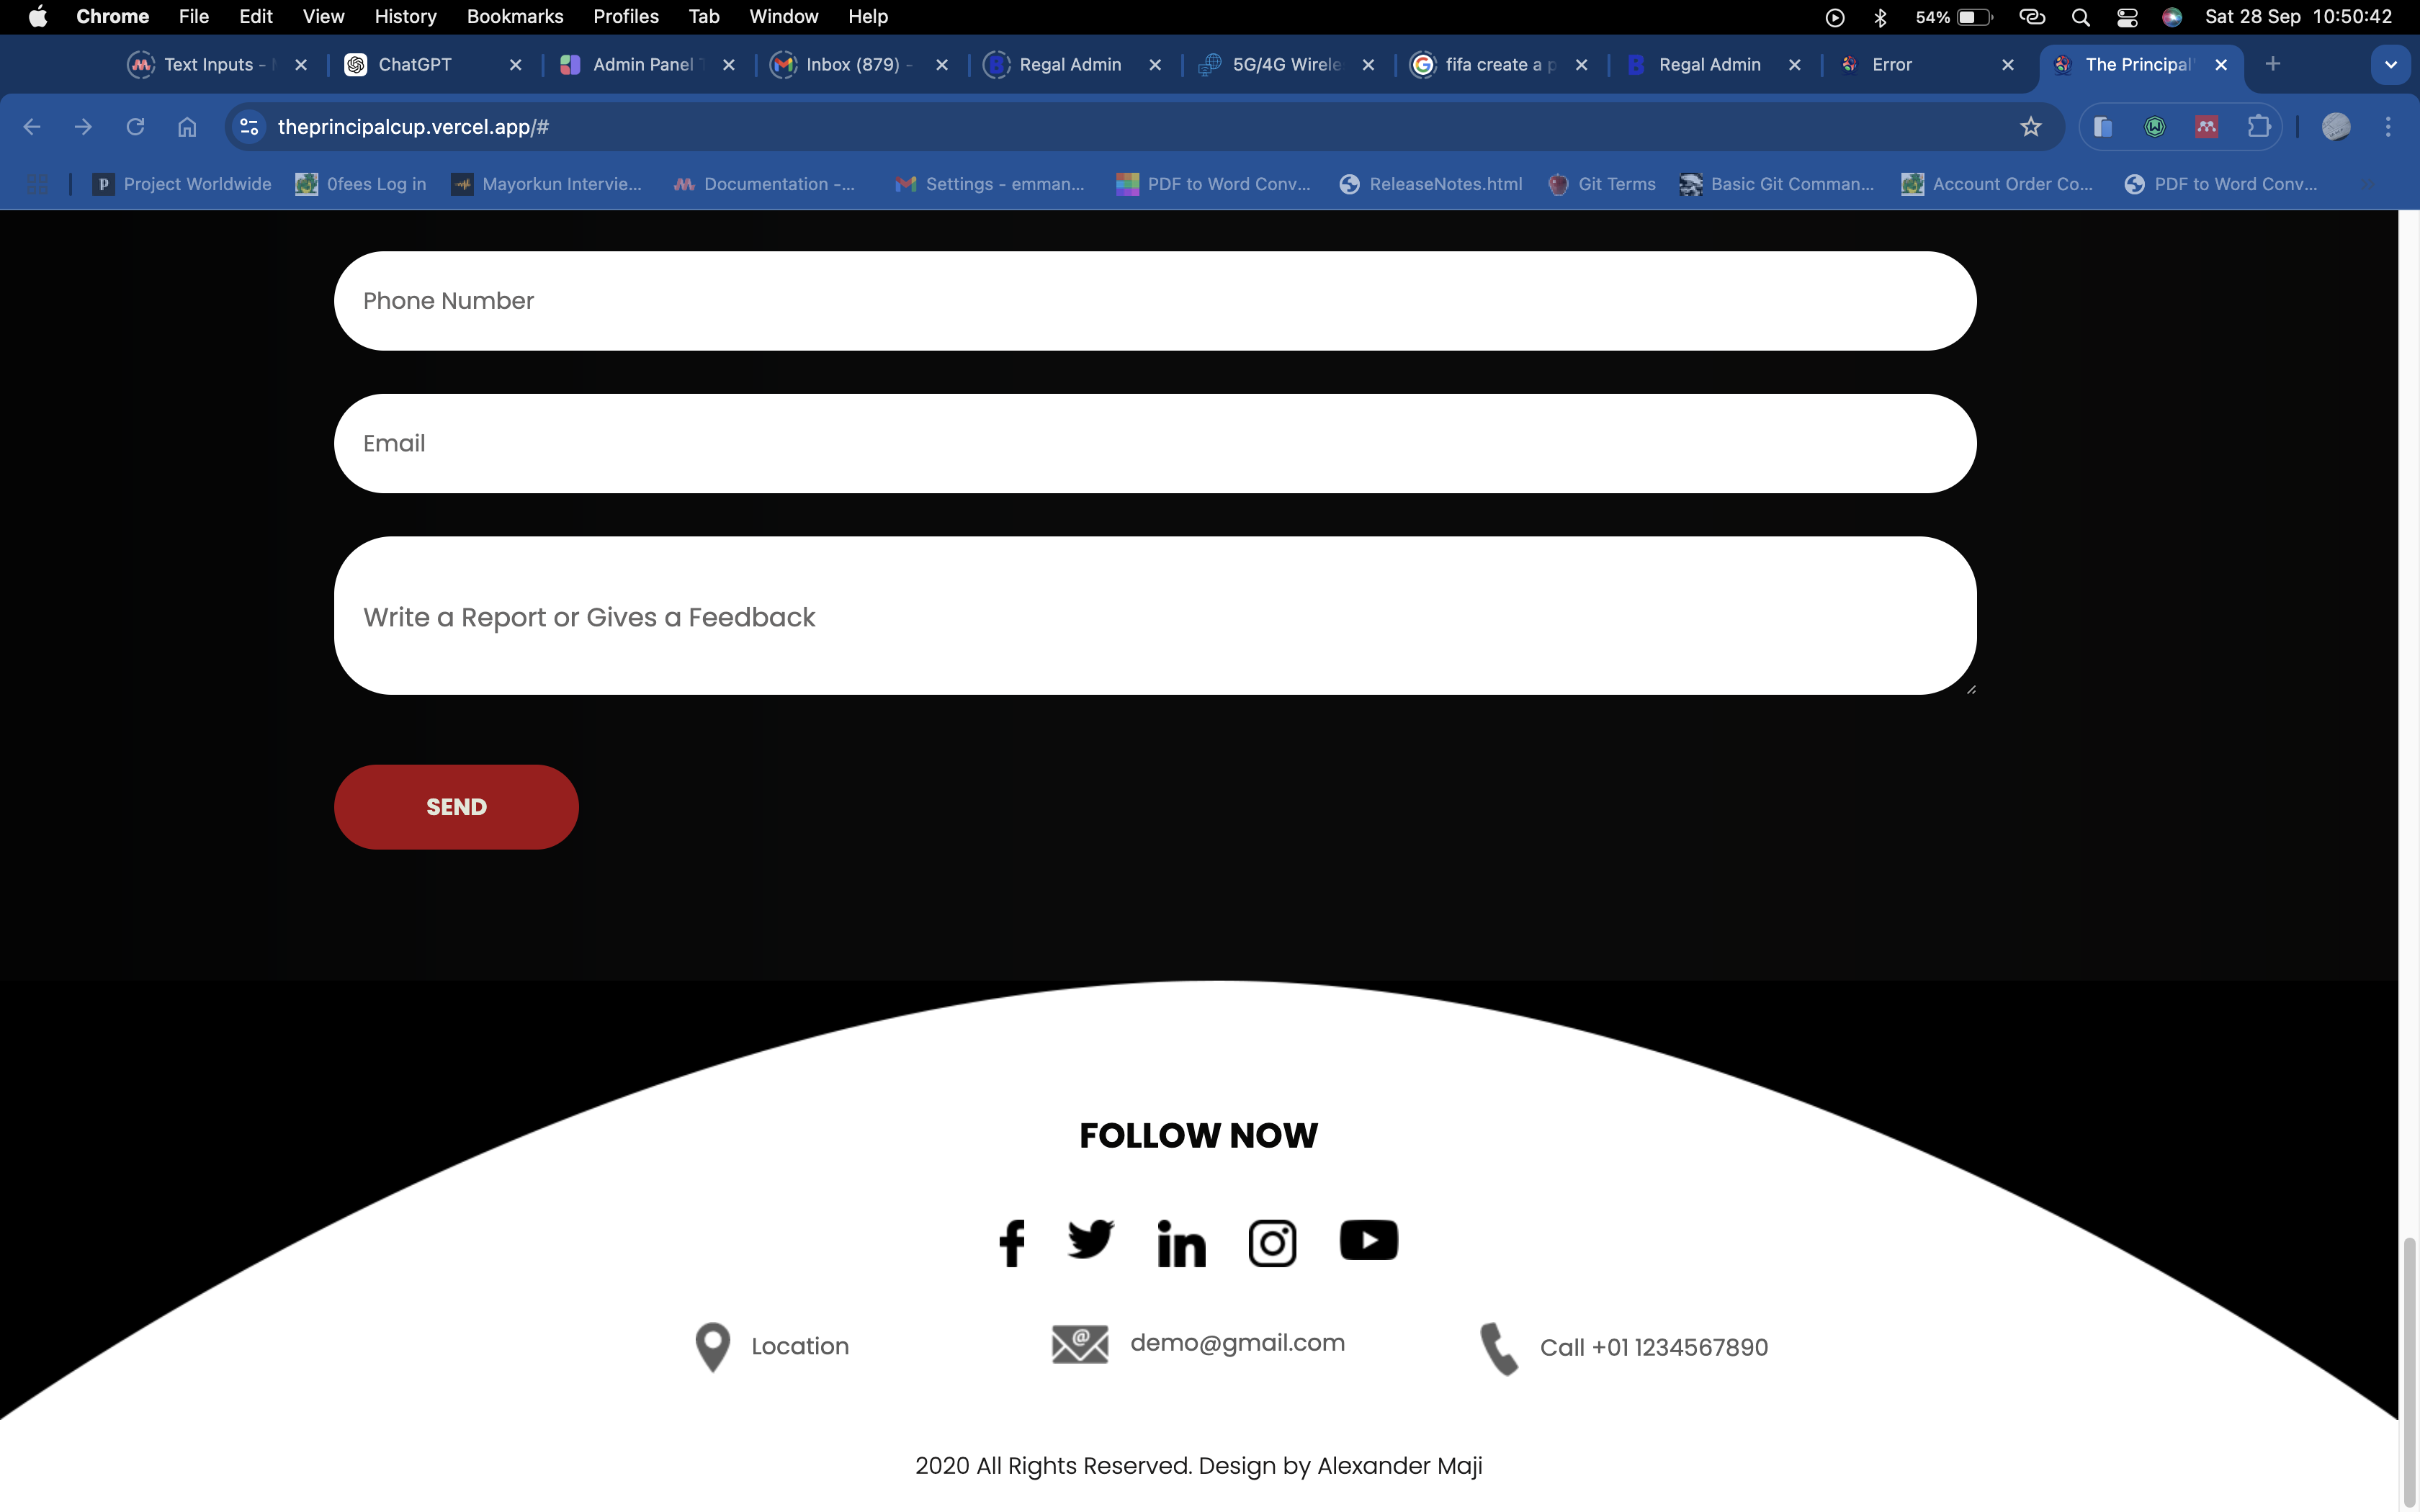 Chrome File Edit View History Bookmarks Profiles Tab Window Help 54% Sat 28 Sep 10:50:42
Text Inputs - ChatGPT Admin Panel Inbox (879) - Regal Admin 5G/4G Wirele fifa create a p Regal Admin Error The Principal'
theprincipalcup.vercel.app/#
Project Worldwide 0fees Log in Mayorkun Intervie... Documentation -... Settings - emman... PDF to Word Conv... ReleaseNotes.html Git Terms Basic Git Comman... Account Order Co... PDF to Word Conv...
Phone Number
Email
Write a Report or Gives a Feedback
SEND
FOLLOW NOW
Location demo@gmail.com Call +01 1234567890
2020 All Rights Reserved. Design by Alexander Maji